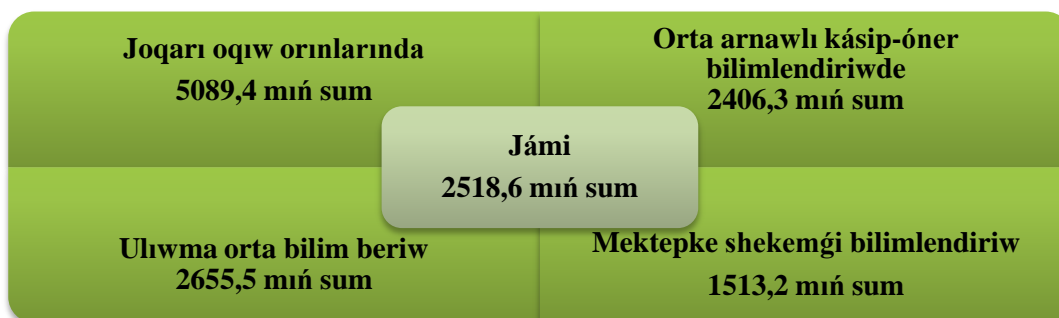 Joqarı oqıw orınlarında
5089,4 mıń sum
Orta arnawlı kásip-óner
bilimlendiriwde
2406,3 mıń sum
Jámi
2518,6 mıń sum
Ulıwma orta bilim beriw
2655,5 mıń sum
Mektepke shekemǵi bilimlendiriw
1513,2 mıń sum